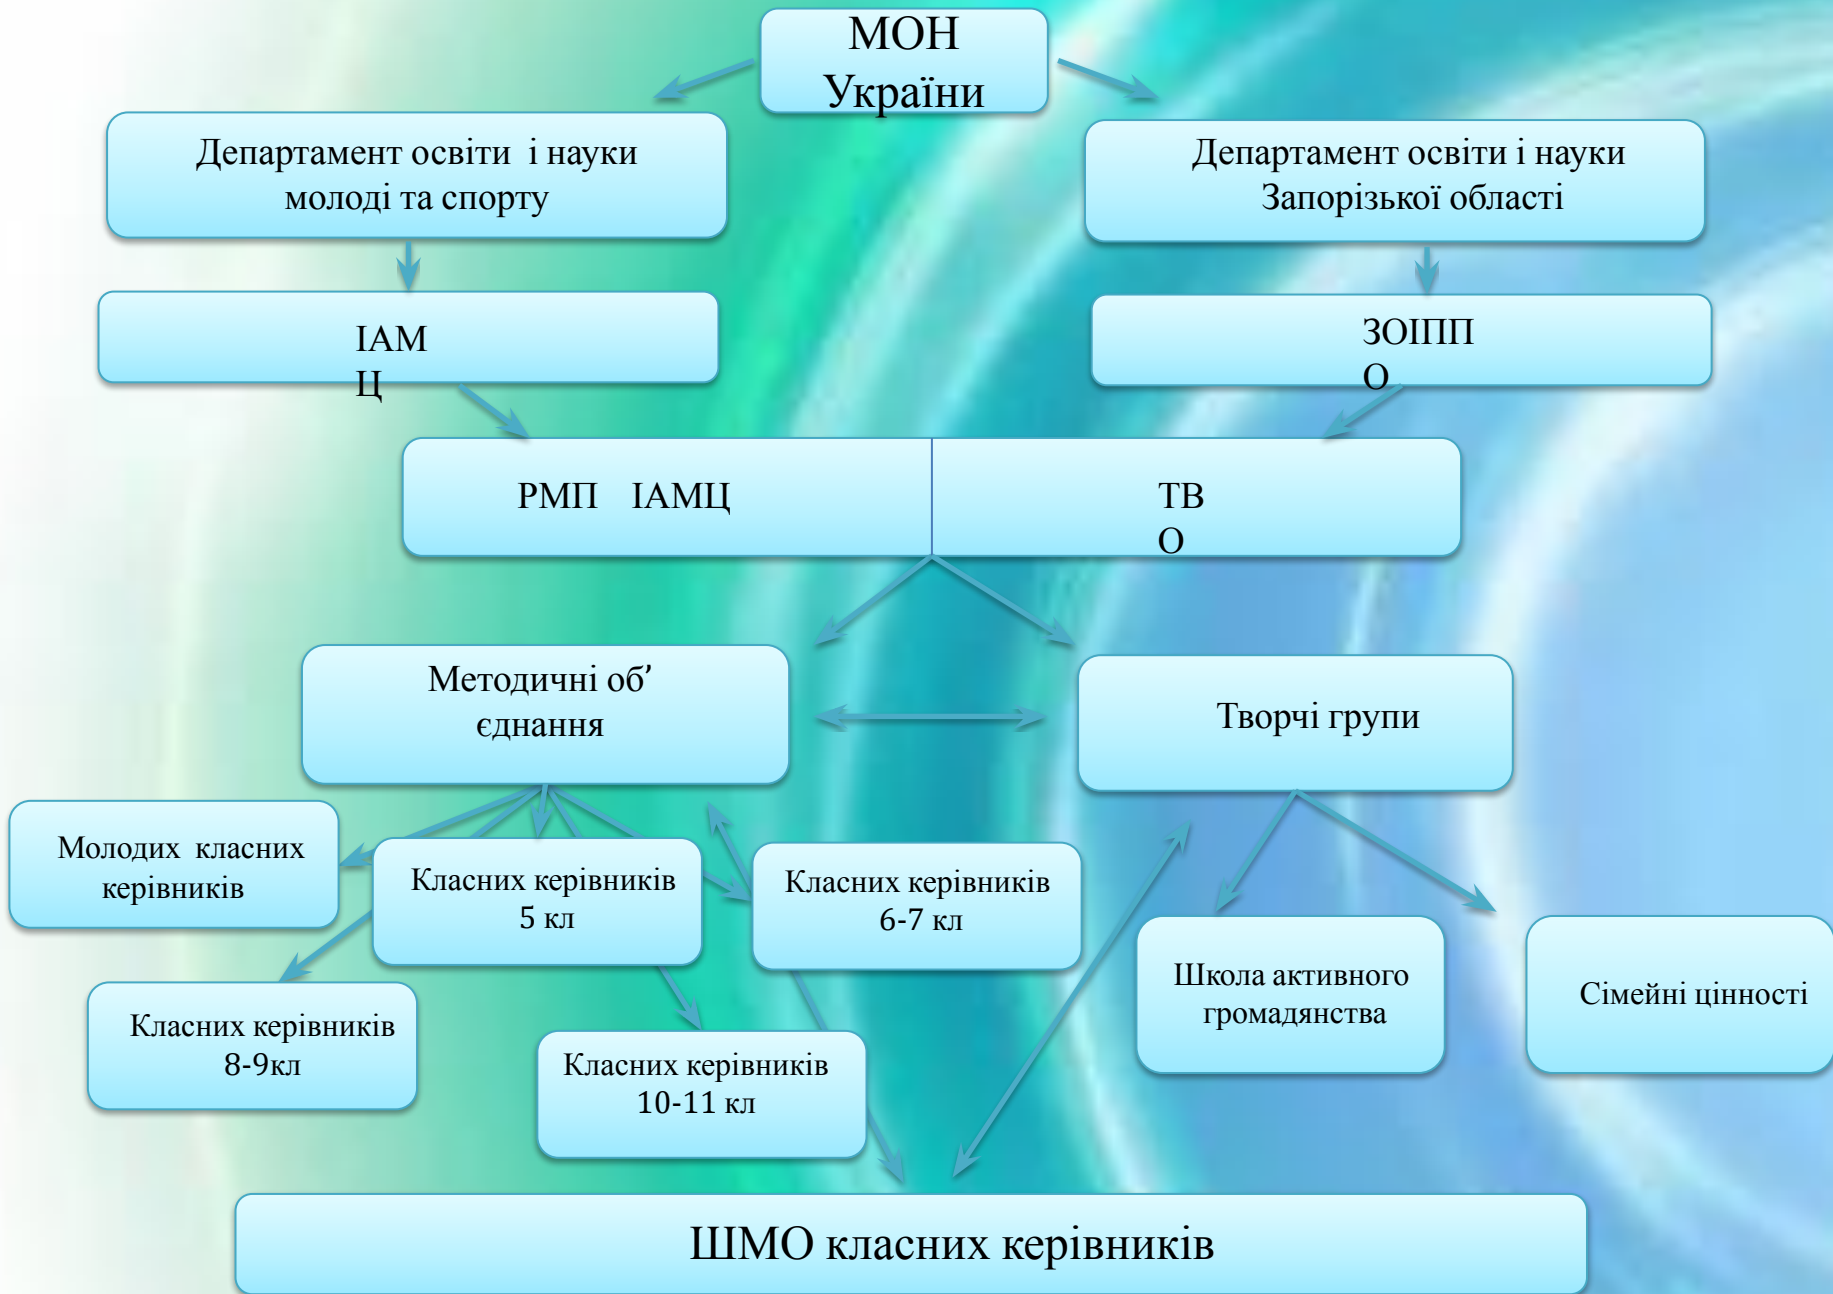 МОН
України
Департамент освіти і науки
молоді та спорту
Департамент освіти і науки
Запорізької області
ІАМ
Ц
ЗОІПП
О
РМП ІАМЦ
ТВ
О
Методичні об’
єднання
Творчі групи
Молодих класних
керівників
Класних керівників
5 кл
Класних керівників
6-7 кл
Школа активного
громадянства
Сімейні цінності
Класних керівників
8-9кл
Класних керівників
10-11 кл
ШМО класних керівників